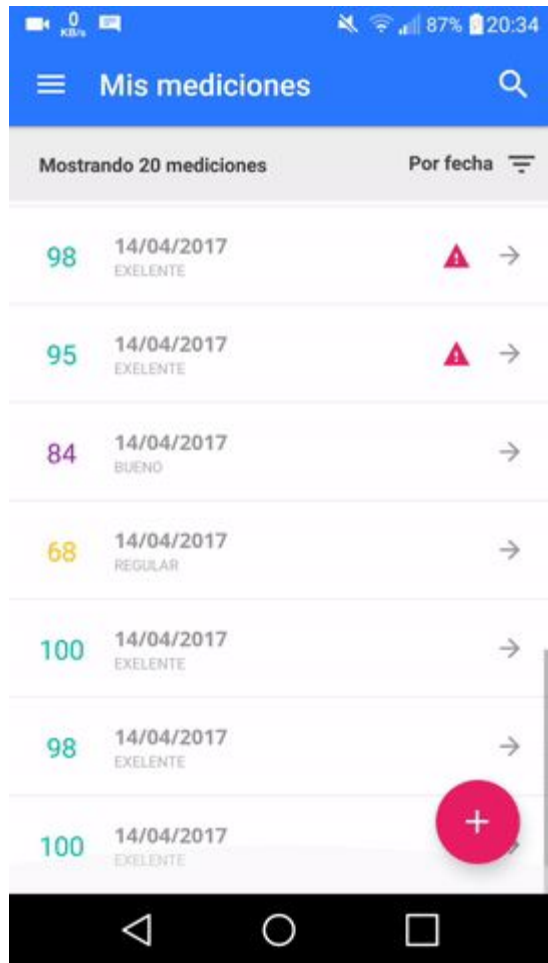 0
KB/s
87% 20:34
Mis mediciones
Mostrando 20 mediciones Por fecha
98 14/04/2017
EXELENTE
95 14/04/2017
EXELENTE
84 14/04/2017
BUENO
68 14/04/2017
REGULAR
100 14/04/2017
EXELENTE
98 14/04/2017
EXELENTE
100 14/04/2017
EXELENTE